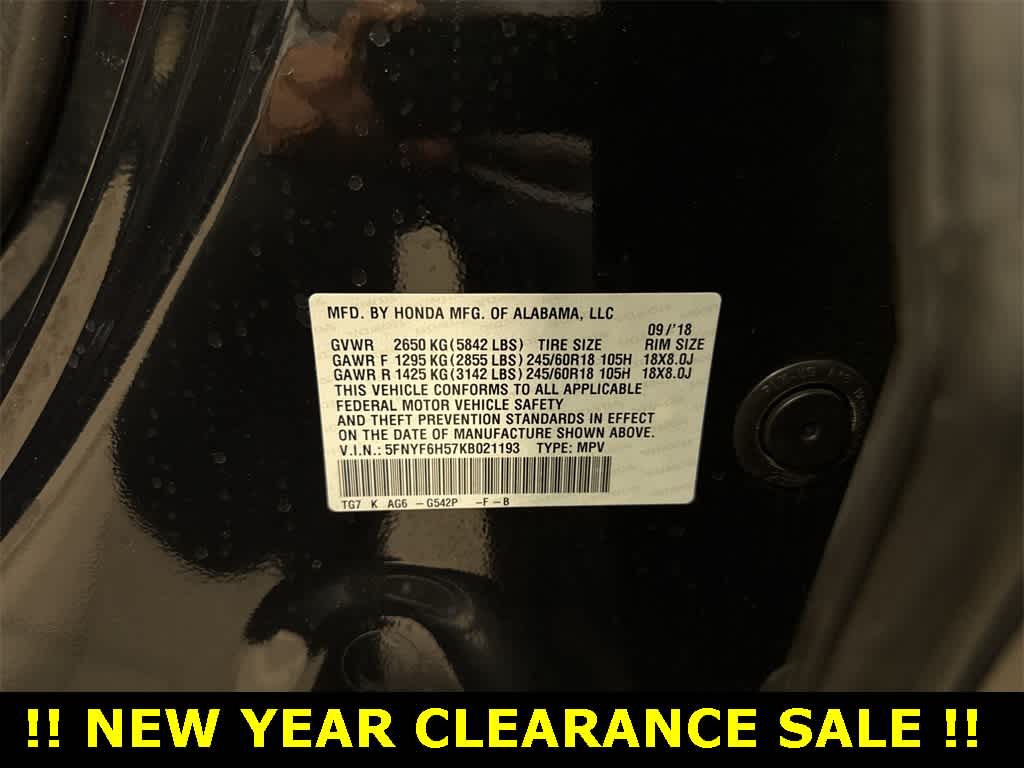 MFD. BY HONDA MFG. OF ALABAMA, LLC
09/'18
GVWR 2650 KG(5842 LBS) TIRE SIZE RIM SIZE
GAWR F 1295 KG(2855 LBS) 245/60R18 105H 18X8.0J
GAWR R 1425 KG(3142 LBS) 245/60R18 105H 18X8.0J
THIS VEHICLE CONFORMS TO ALL APPLICABLE
FEDERAL MOTOR VEHICLE SAFETY
AND THEFT PREVENTION STANDARDS IN EFFECT
ON THE DATE OF MANUFACTURE SHOWN ABOVE.
V.I.N.: 5FNYF6H57KB021193 TYPE: MPV
TG7 K AG6 -G542P -F-B
!! NEW YEAR CLEARANCE SALE !!